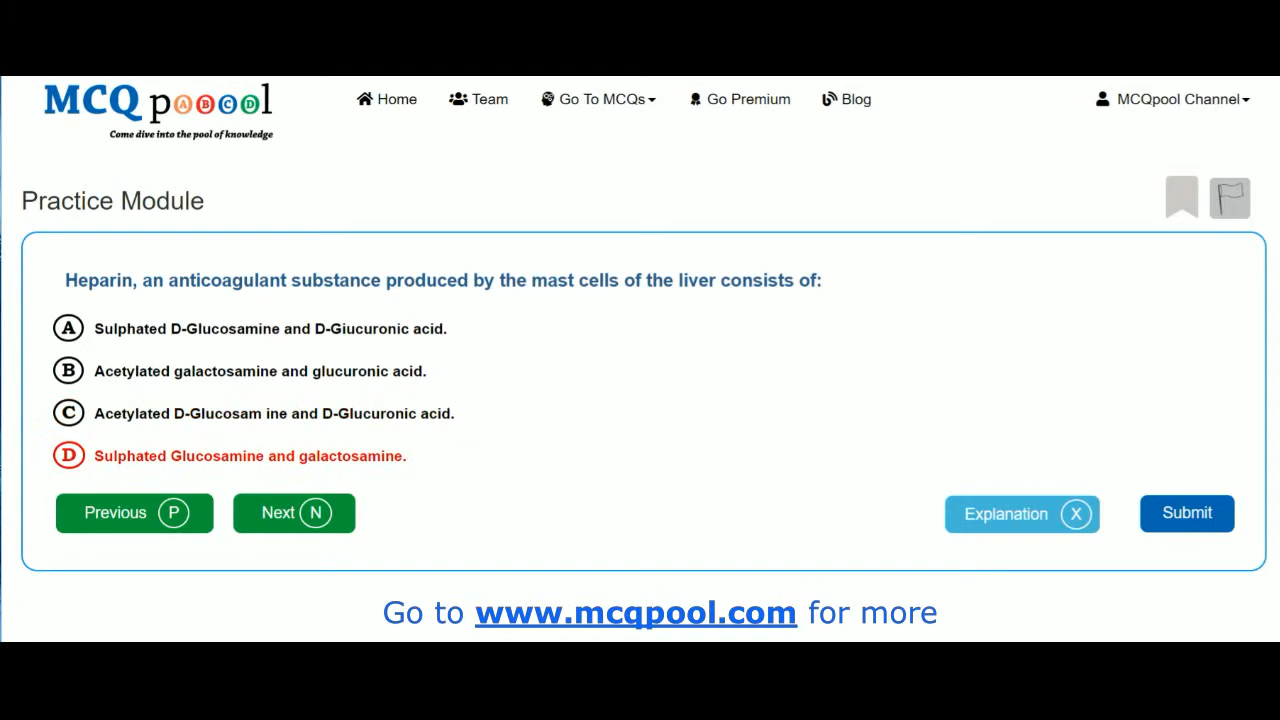 MCQ pABCDl
Come dive into the pool of knowledge
Home Team Go To MCQs Go Premium Blog MCQpool Channel
Practice Module
Heparin, an anticoagulant substance produced by the mast cells of the liver consists of:
A Sulphated D-Glucosamine and D-Giucuronic acid.
B Acetylated galactosamine and glucuronic acid.
C Acetylated D-Glucosam ine and D-Glucuronic acid.
D Sulphated Glucosamine and galactosamine.
Previous P Next N Explanation X Submit
Go to www.mcqpool.com for more